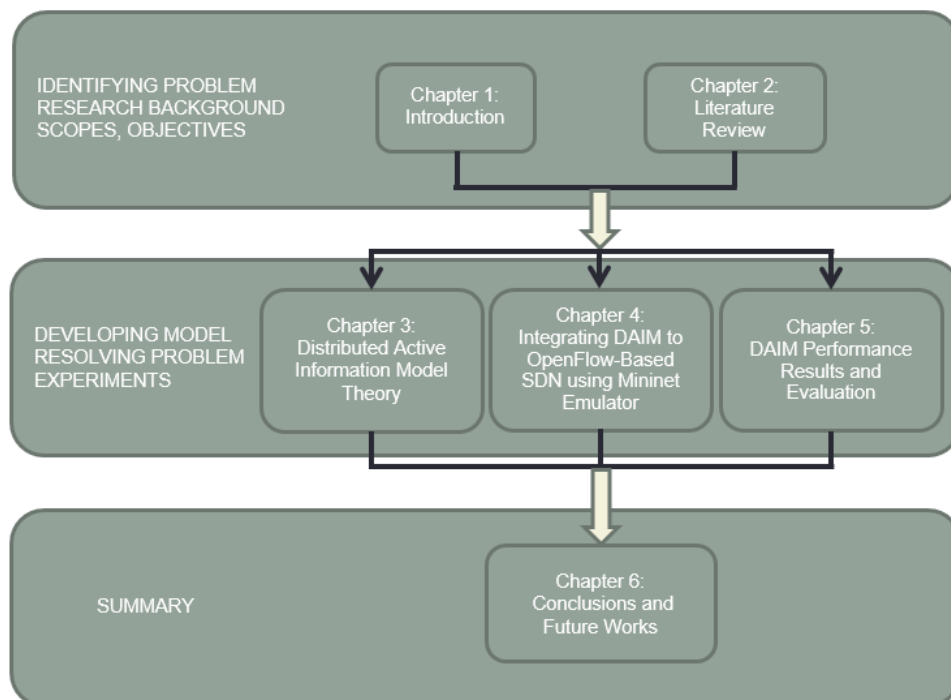 IDENTIFYING PROBLEM
RESEARCH BACKGROUND
SCOPES, OBJECTIVES
Chapter 1:
Introduction
Chapter 2:
Literature
Review
DEVELOPING MODEL
RESOLVING PROBLEM
EXPERIMENTS
Chapter 3:
Distributed Active
Information Model
Theory
Chapter 4:
Integrating DAIM to
OpenFlow-Based
SDN using Mininet
Emulator
Chapter 5:
DAIM Performance
Results and
Evaluation
SUMMARY
Chapter 6:
Conclusions and
Future Works